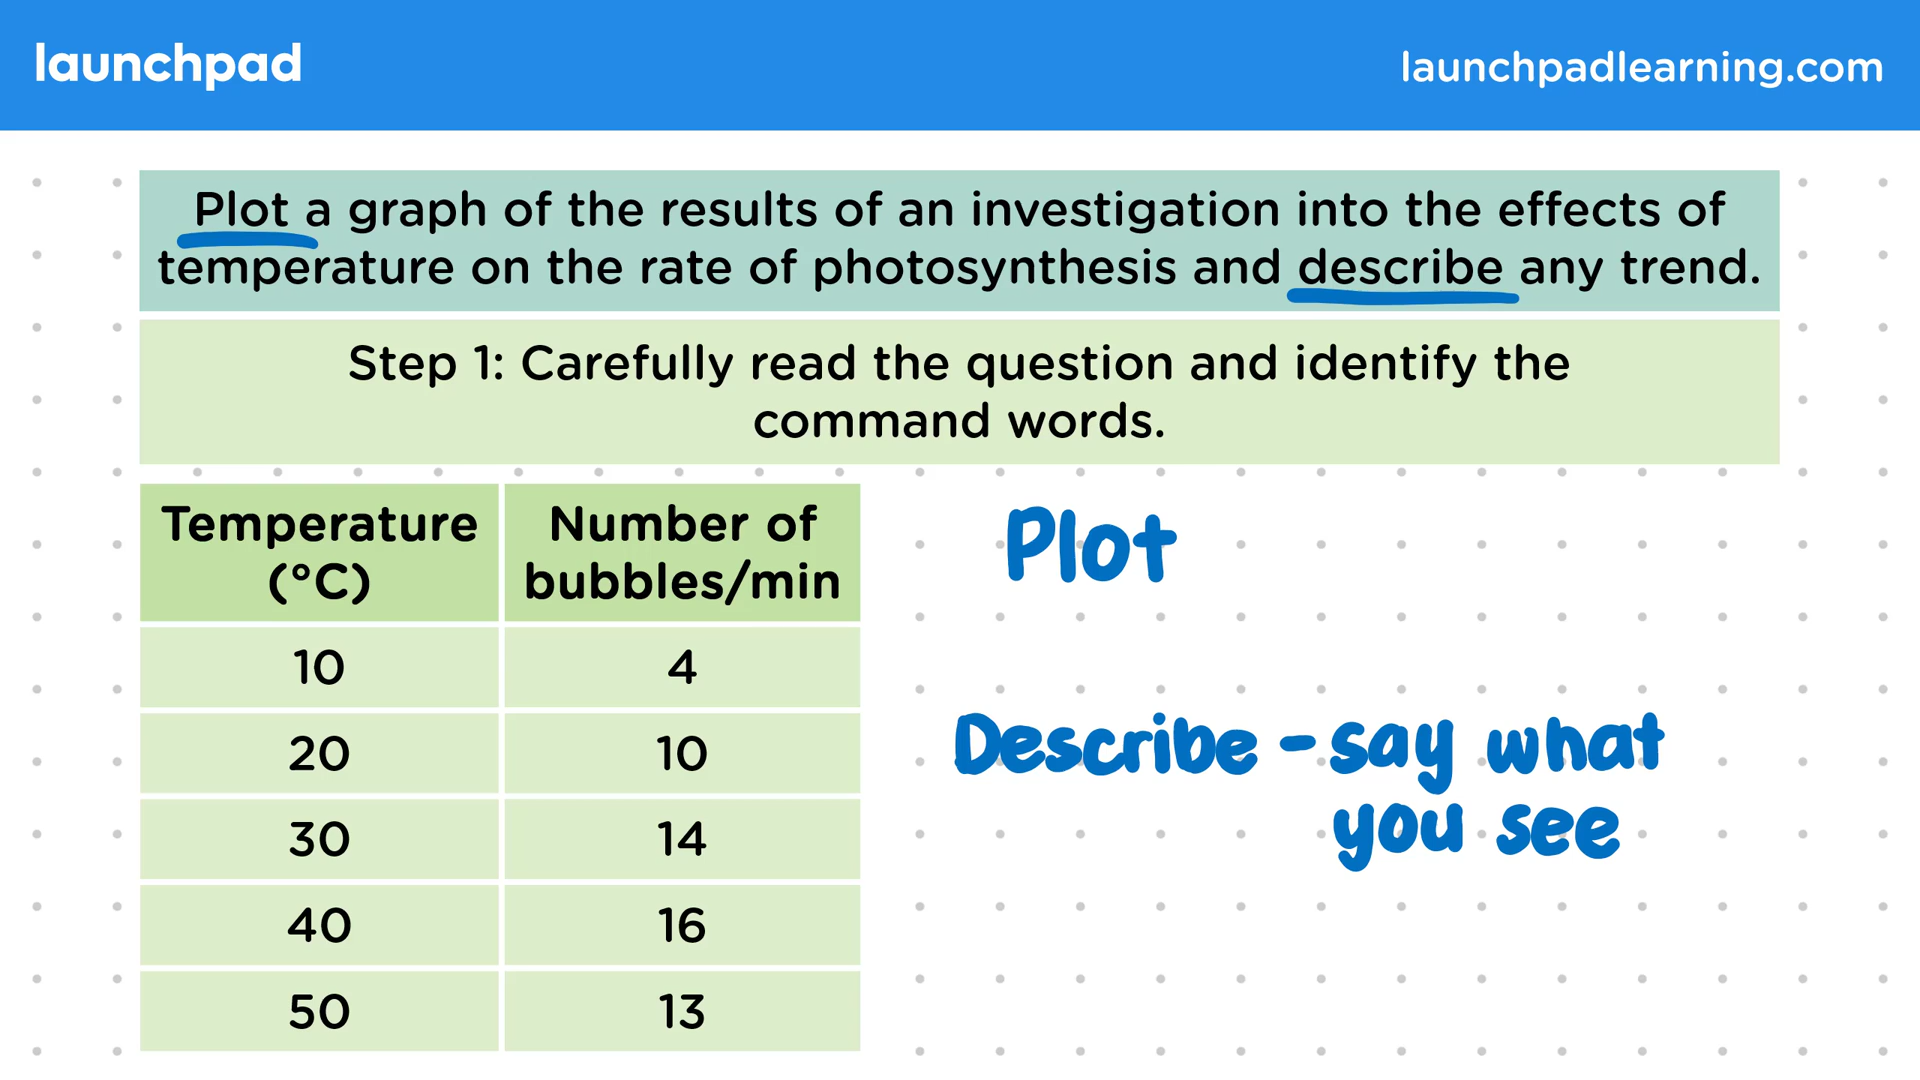 launchpad
launchpadlearning.com
Plot a graph of the results of an investigation into the effects of
temperature on the rate of photosynthesis and describe any trend.
Step 1: Carefully read the question and identify the
command words.
Temperature
(°C)
Number of
bubbles/min
10 4
20 10
30 14
40 16
50 13
Plot
Describe - say what
you see